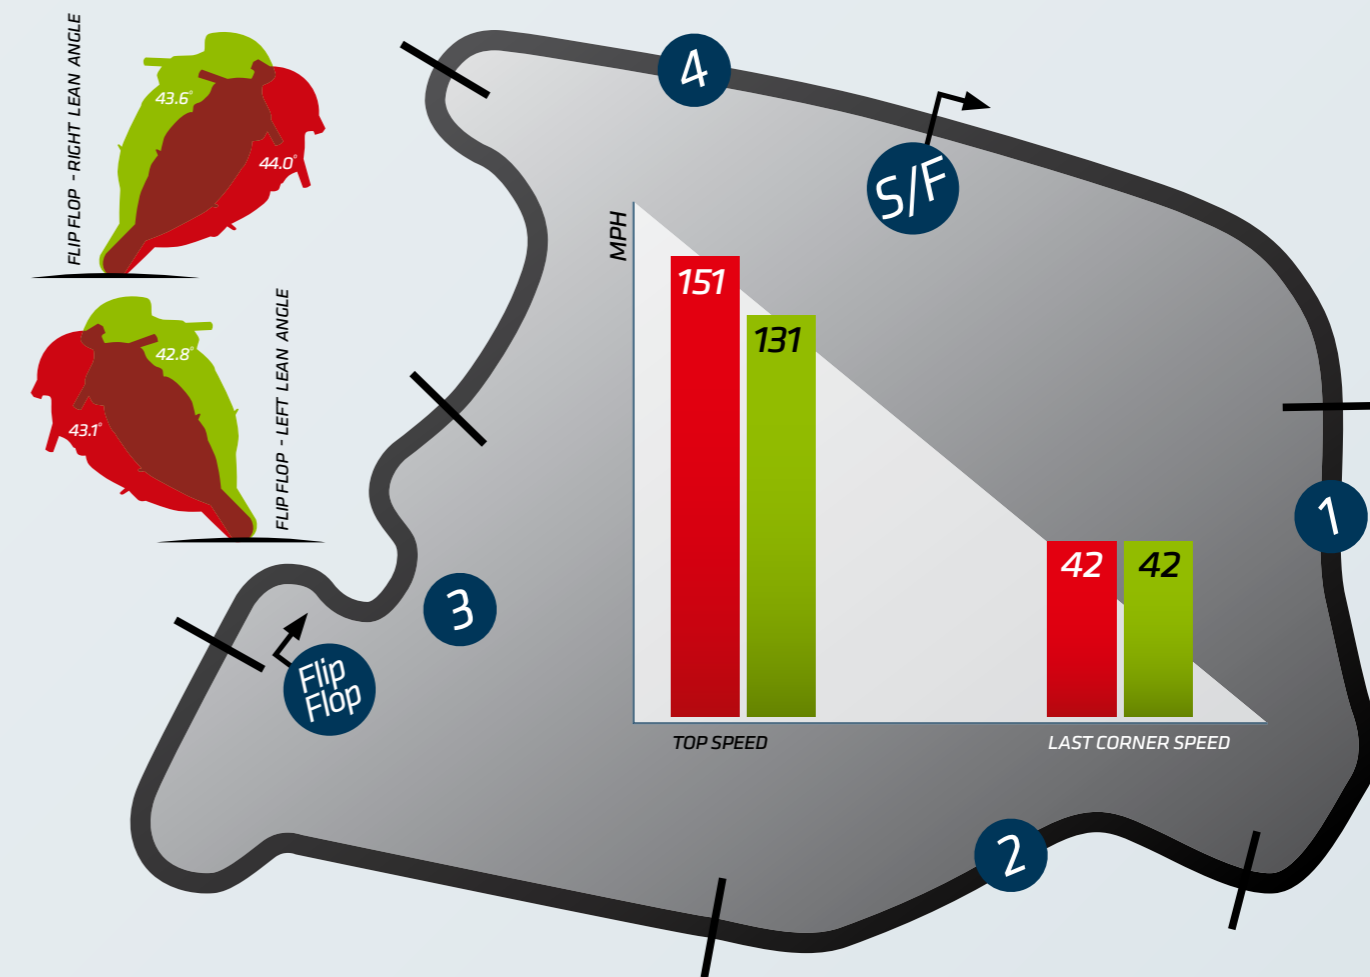 FLIP FLOP - RIGHT LEAN ANGLE
43.6°
44.0°
FLIP FLOP - LEFT LEAN ANGLE
42.8°
43.1°
4
S/F
MPH
151
131
42
42
TOP SPEED
LAST CORNER SPEED
1
3
Flip
Flop
2